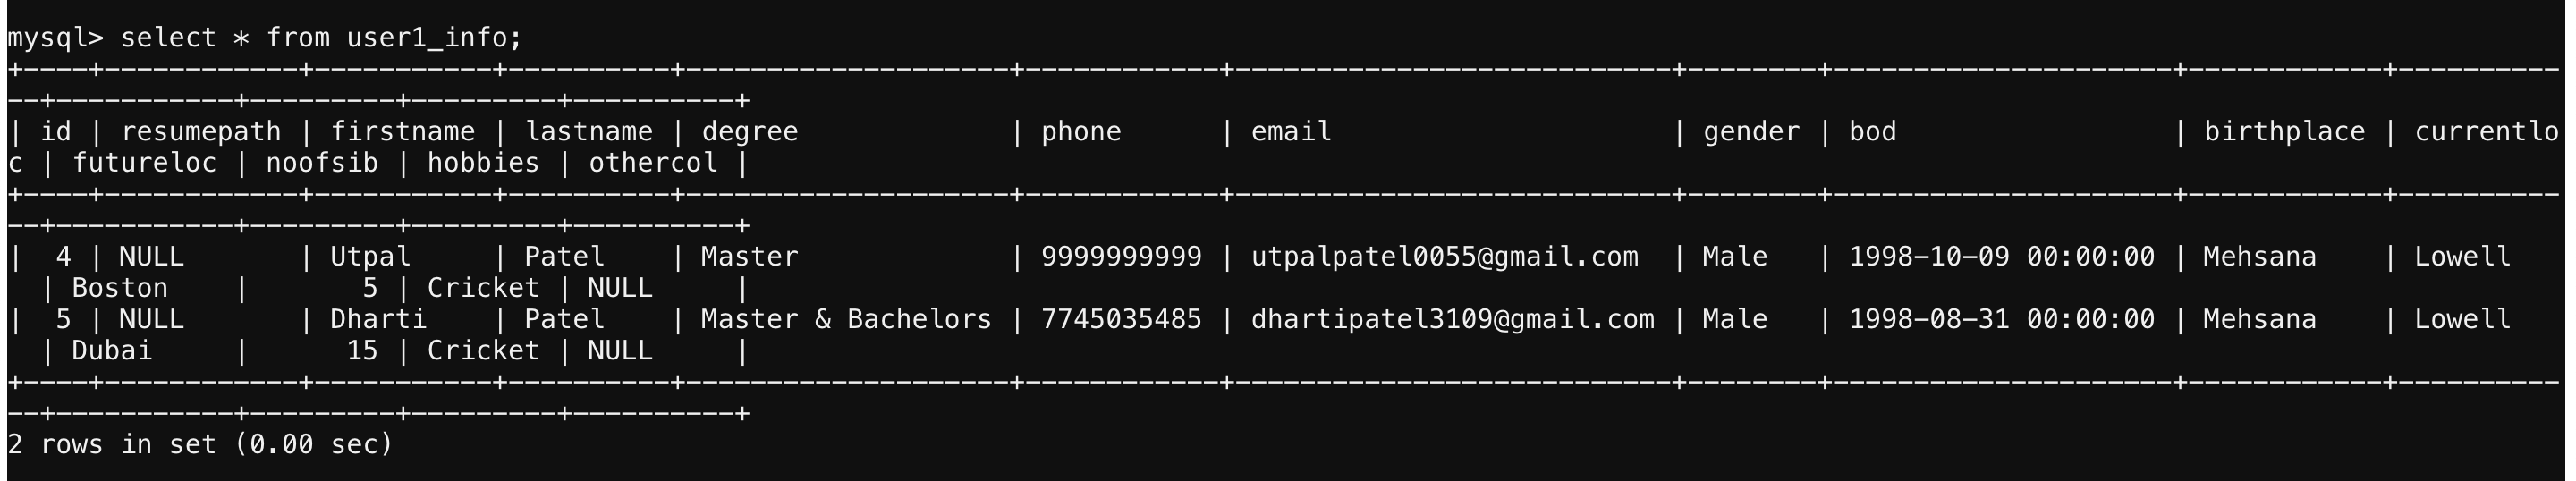 mysql> select * from user1_info;
+----+------------+-----------+----------+--------------------+------------+--------------------------+--------+---------------------+------------+----------
--+-----------+---------+---------+----------+
| id | resumepath | firstname | lastname | degree             | phone      | email                    | gender | bod                 | birthplace | currentlo
c | futureloc | noofsib | hobbies | othercol |
+----+------------+-----------+----------+--------------------+------------+--------------------------+--------+---------------------+------------+----------
--+-----------+---------+---------+----------+
|  4 | NULL       | Utpal     | Patel    | Master             | 9999999999 | utpalpatel0055@gmail.com  | Male   | 1998-10-09 00:00:00 | Mehsana    | Lowell
  | Boston    |       5 | Cricket | NULL     |
|  5 | NULL       | Dharti    | Patel    | Master & Bachelors | 7745035485 | dhartipatel3109@gmail.com | Male   | 1998-08-31 00:00:00 | Mehsana    | Lowell
  | Dubai     |      15 | Cricket | NULL     |
+----+------------+-----------+----------+--------------------+------------+--------------------------+--------+---------------------+------------+----------
--+-----------+---------+---------+----------+
2 rows in set (0.00 sec)